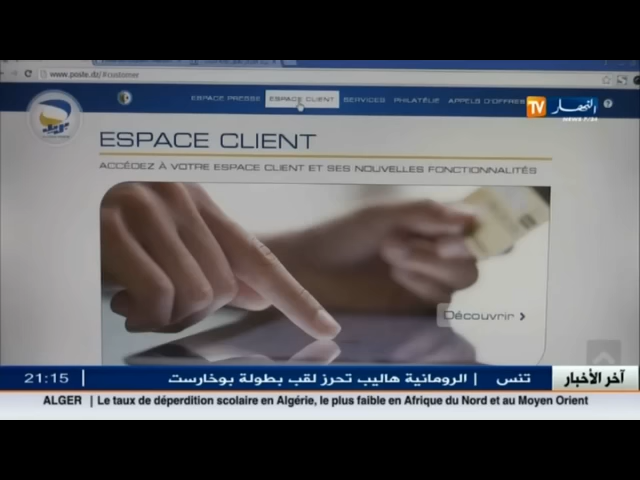 www.poste.dz/#customer
ESPACE PRESSE ESPACE CLIENT SERVICES PHILATÉLIE APPELS D'OFFRES
TV النهار
ESPACE CLIENT
ACCÉDEZ À VOTRE ESPACE CLIENT ET SES NOUVELLES FONCTIONNALITÉS
Découvrir >
آخر الأخبار تنس | الرومانية هاليب تحرز لقب بطولة بوخارست 21:15
ALGER | Le taux de déperdition scolaire en Algérie, le plus faible en Afrique du Nord et au Moyen Orient